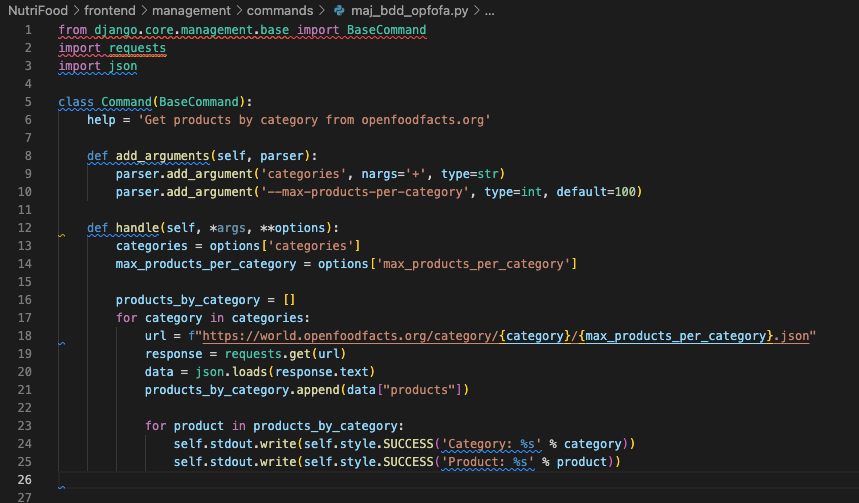 NutriFood > frontend > management > commands > maj_bdd_opfofa.py > ...
1 from django.core.management.base import BaseCommand
2 import requests
3 import json
4
5 class Command(BaseCommand):
6     help = 'Get products by category from openfoodfacts.org'
7
8     def add_arguments(self, parser):
9         parser.add_argument('categories', nargs='+', type=str)
10         parser.add_argument('--max-products-per-category', type=int, default=100)
11
12     def handle(self, *args, **options):
13         categories = options['categories']
14         max_products_per_category = options['max_products_per_category']
15
16         products_by_category = []
17         for category in categories:
18             url = f"https://world.openfoodfacts.org/category/{category}/{max_products_per_category}.json"
19             response = requests.get(url)
20             data = json.loads(response.text)
21             products_by_category.append(data["products"])
22
23             for product in products_by_category:
24                 self.stdout.write(self.style.SUCCESS('Category: %s' % category))
25                 self.stdout.write(self.style.SUCCESS('Product: %s' % product))
26
27